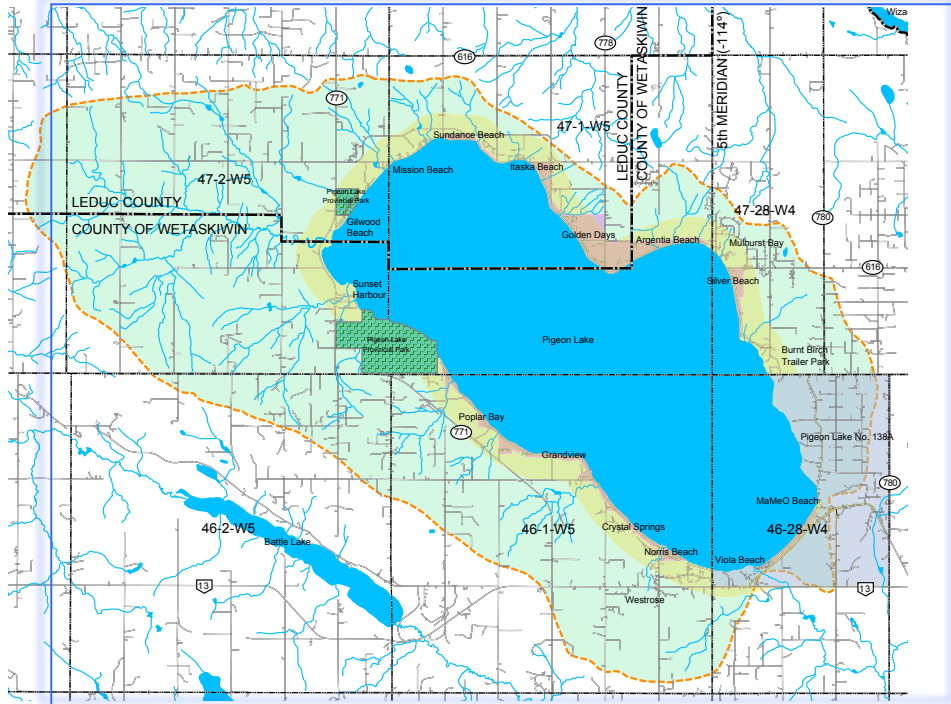 Wiza
778
616
LEDUC COUNTY
COUNTY OF WETASKIWIN
5th MERIDIAN (-114°)
771
47-1-W5
Sundance Beach
Mission Beach
Itaska Beach
47-2-W5
Pigeon Lake
Provincial Park
LEDUC COUNTY
COUNTY OF WETASKIWIN
Gilwood
Beach
47-28-W4
780
Golden Days
Argentia Beach
Mulhurst Bay
616
Silver Beach
Sunset
Harbour
Pigeon Lake
Provincial Park
Pigeon Lake
Burnt Birch
Trailer Park
Poplar Bay
771
Pigeon Lake No. 138A
Grandview
780
MaMeO Beach
46-2-W5
46-1-W5
Crystal Springs
46-28-W4
Battle Lake
Norris Beach
Viola Beach
13
13
Westrose